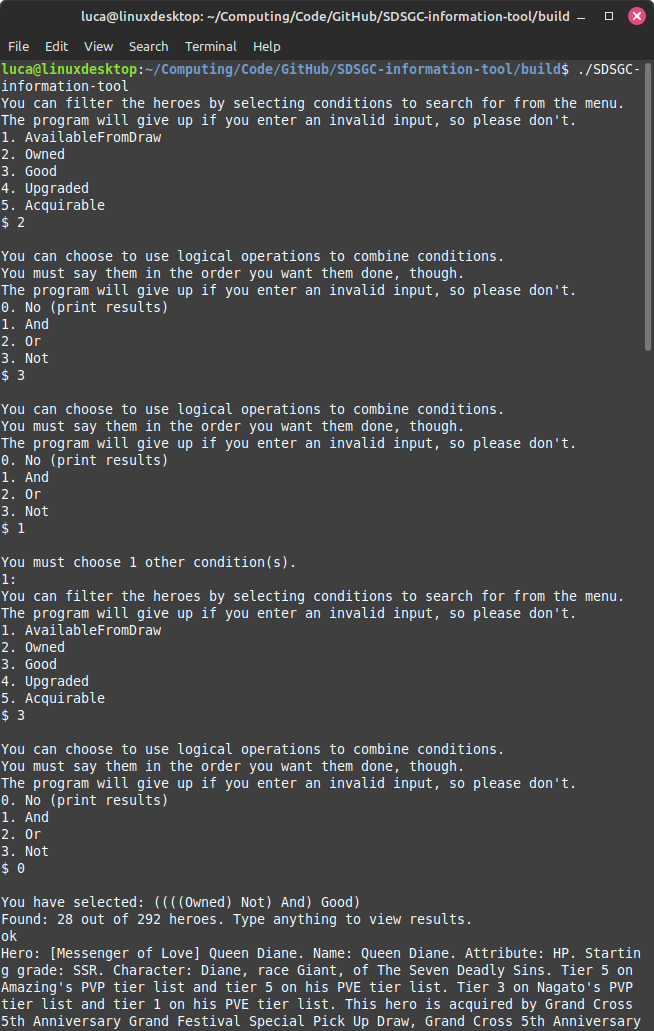 luca@linuxdesktop: ~/Computing/Code/GitHub/SDSGC-information-tool/build
File Edit View Search Terminal Help
luca@linuxdesktop:~/Computing/Code/GitHub/SDSGC-information-tool/build$ ./SDSGC-
information-tool
You can filter the heroes by selecting conditions to search for from the menu.
The program will give up if you enter an invalid input, so please don't.
1. AvailableFromDraw
2. Owned
3. Good
4. Upgraded
5. Acquirable
$ 2
You can choose to use logical operations to combine conditions.
You must say them in the order you want them done, though.
The program will give up if you enter an invalid input, so please don't.
0. No (print results)
1. And
2. Or
3. Not
$ 3
You can choose to use logical operations to combine conditions.
You must say them in the order you want them done, though.
The program will give up if you enter an invalid input, so please don't.
0. No (print results)
1. And
2. Or
3. Not
$ 1
You must choose 1 other condition(s).
1:
You can filter the heroes by selecting conditions to search for from the menu.
The program will give up if you enter an invalid input, so please don't.
1. AvailableFromDraw
2. Owned
3. Good
4. Upgraded
5. Acquirable
$ 3
You can choose to use logical operations to combine conditions.
You must say them in the order you want them done, though.
The program will give up if you enter an invalid input, so please don't.
0. No (print results)
1. And
2. Or
3. Not
$ 0
You have selected: ((((Owned) Not) And) Good)
Found: 28 out of 292 heroes. Type anything to view results.
ok
Hero: [Messenger of Love] Queen Diane. Name: Queen Diane. Attribute: HP. Startin
g grade: SSR. Character: Diane, race Giant, of The Seven Deadly Sins. Tier 5 on
Amazing's PVP tier list and tier 5 on his PVE tier list. Tier 3 on Nagato's PVP
tier list and tier 1 on his PVE tier list. This hero is acquired by Grand Cross
5th Anniversary Grand Festival Special Pick Up Draw, Grand Cross 5th Anniversary